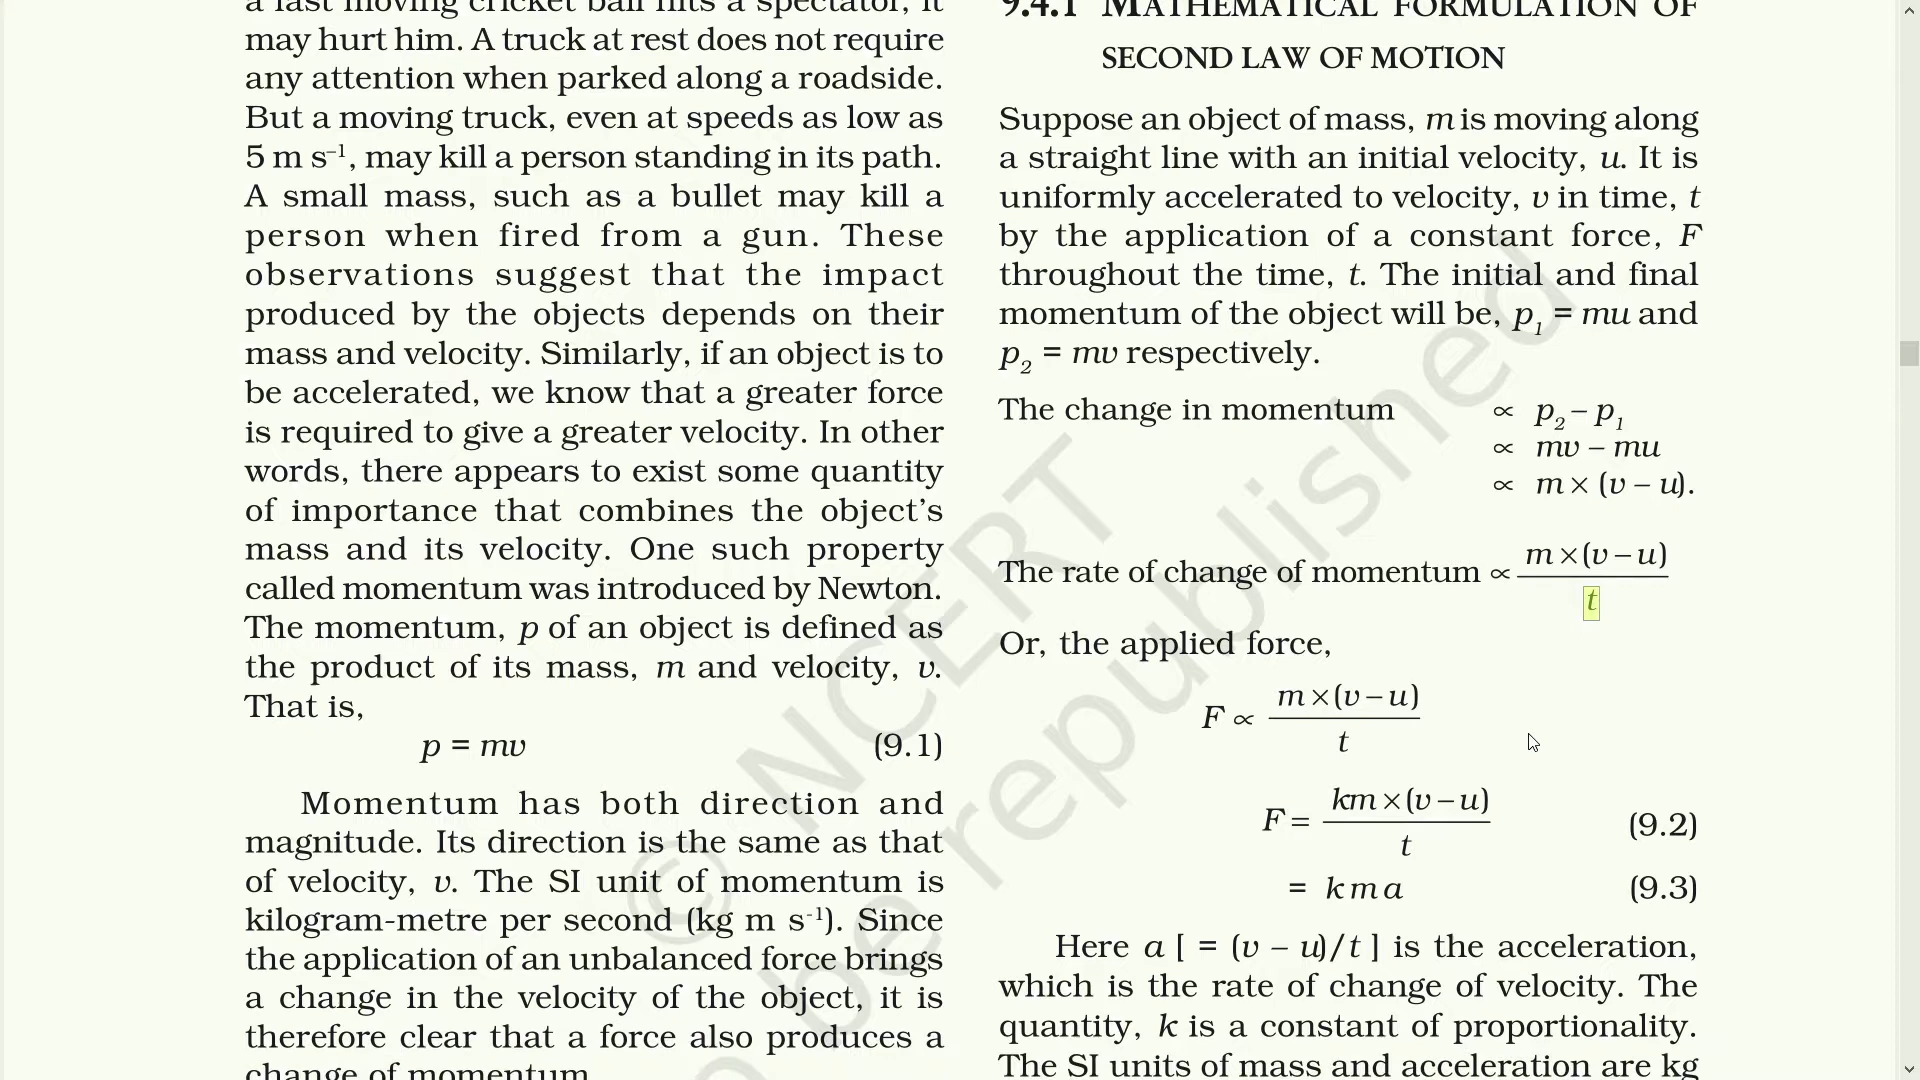 a fast moving cricket ball hits a spectator, it
may hurt him. A truck at rest does not require
any attention when parked along a roadside.
But a moving truck, even at speeds as low as
5 m s⁻¹, may kill a person standing in its path.
A small mass, such as a bullet may kill a
person when fired from a gun. These
observations suggest that the impact
produced by the objects depends on their
mass and velocity. Similarly, if an object is to
be accelerated, we know that a greater force
is required to give a greater velocity. In other
words, there appears to exist some quantity
of importance that combines the object’s
mass and its velocity. One such property
called momentum was introduced by Newton.
The momentum, p of an object is defined as
the product of its mass, m and velocity, v.
That is,
p = mv (9.1)
Momentum has both direction and
magnitude. Its direction is the same as that
of velocity, v. The SI unit of momentum is
kilogram-metre per second (kg m s⁻¹). Since
the application of an unbalanced force brings
a change in the velocity of the object, it is
therefore clear that a force also produces a
change of momentum.
9.4.1 MATHEMATICAL FORMULATION OF
SECOND LAW OF MOTION
Suppose an object of mass, m is moving along
a straight line with an initial velocity, u. It is
uniformly accelerated to velocity, v in time, t
by the application of a constant force, F
throughout the time, t. The initial and final
momentum of the object will be, p₁ = mu and
p₂ = mv respectively.
The change in momentum ∝ p₂ – p₁
∝ mv – mu
∝ m × (v – u).
The rate of change of momentum ∝ m × (v – u)
t
Or, the applied force,
F ∝ m × (v – u)
t
F = km × (v – u) (9.2)
t
= k m a (9.3)
Here a [ = (v – u)/t ] is the acceleration,
which is the rate of change of velocity. The
quantity, k is a constant of proportionality.
The SI units of mass and acceleration are kg
© NCERT
be republished